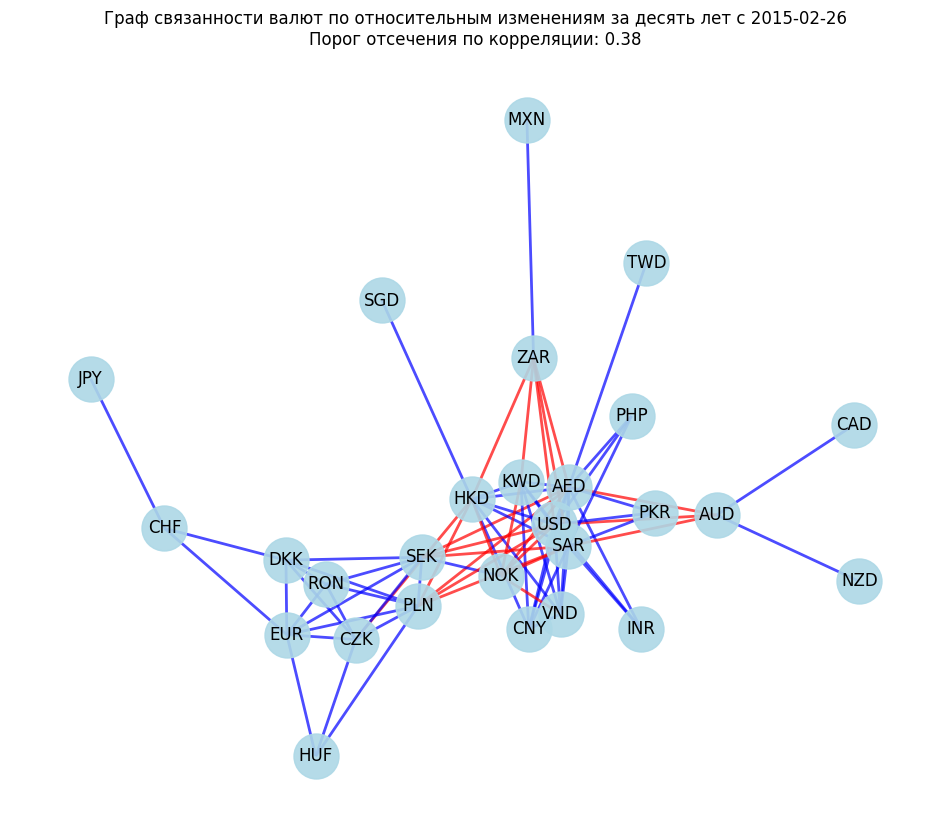 Граф связанности валют по относительным изменениям за десять лет с 2015-02-26
Порог отсечения по корреляции: 0.38
MXN
TWD
SGD
ZAR
JPY
PHP
CAD
KWD
AED
HKD
PKR
AUD
USD
CHF
SAR
SEK
DKK
NOK
RON
NZD
PLN
VND
CNY
INR
EUR
CZK
HUF